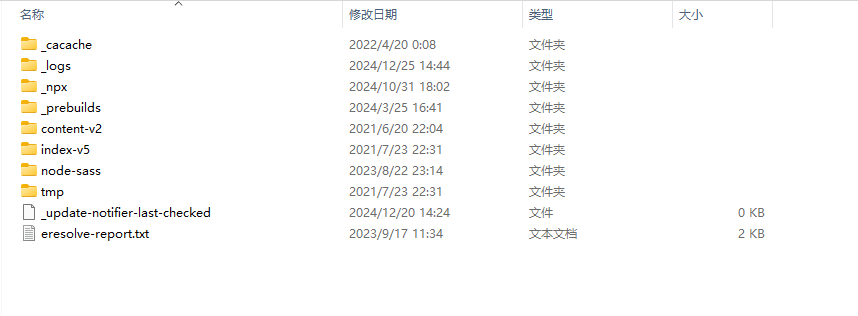 名称 修改日期 类型 大小
_cacache 2022/4/20 0:08 文件夹
_logs 2024/12/25 14:44 文件夹
_npx 2024/10/31 18:02 文件夹
_prebuilds 2024/3/25 16:41 文件夹
content-v2 2021/6/20 22:04 文件夹
index-v5 2021/7/23 22:31 文件夹
node-sass 2023/8/22 23:14 文件夹
tmp 2021/7/23 22:31 文件夹
_update-notifier-last-checked 2024/12/20 14:24 文件 0 KB
eresolve-report.txt 2023/9/17 11:34 文本文档 2 KB